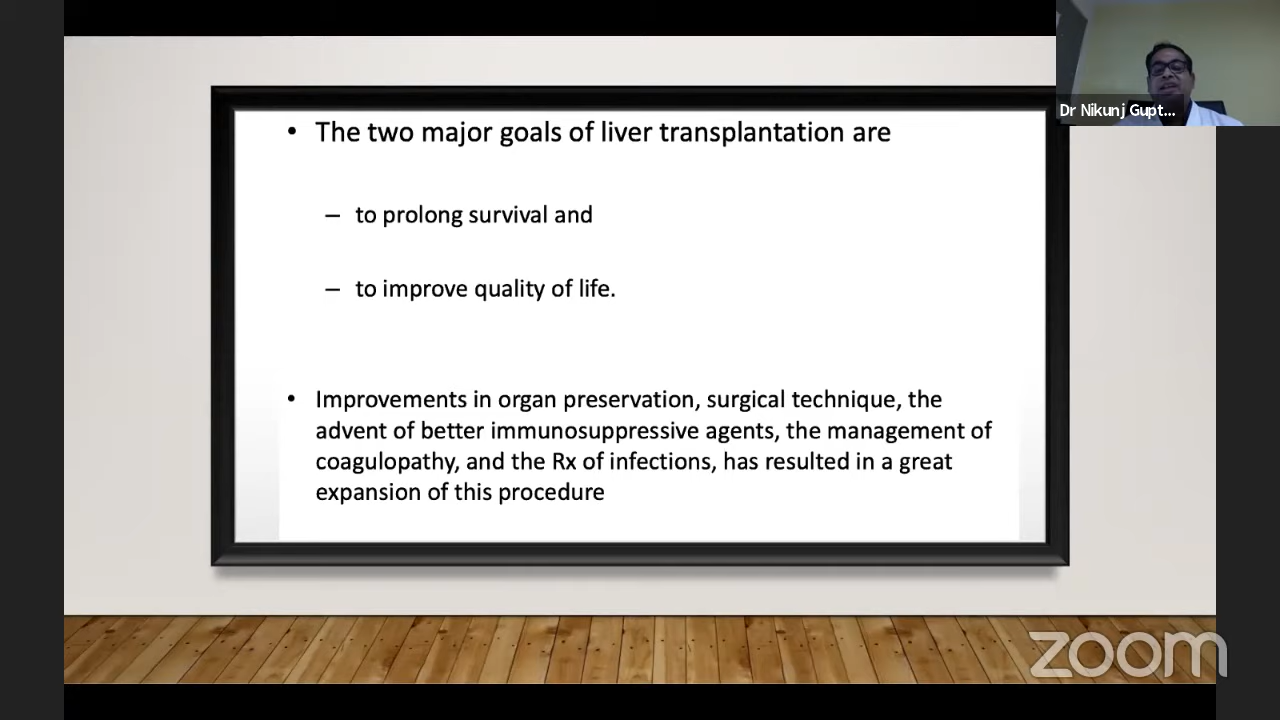 Dr Nikunj Gupt...
• The two major goals of liver transplantation are
– to prolong survival and
– to improve quality of life.
• Improvements in organ preservation, surgical technique, the
advent of better immunosuppressive agents, the management of
coagulopathy, and the Rx of infections, has resulted in a great
expansion of this procedure
zoom